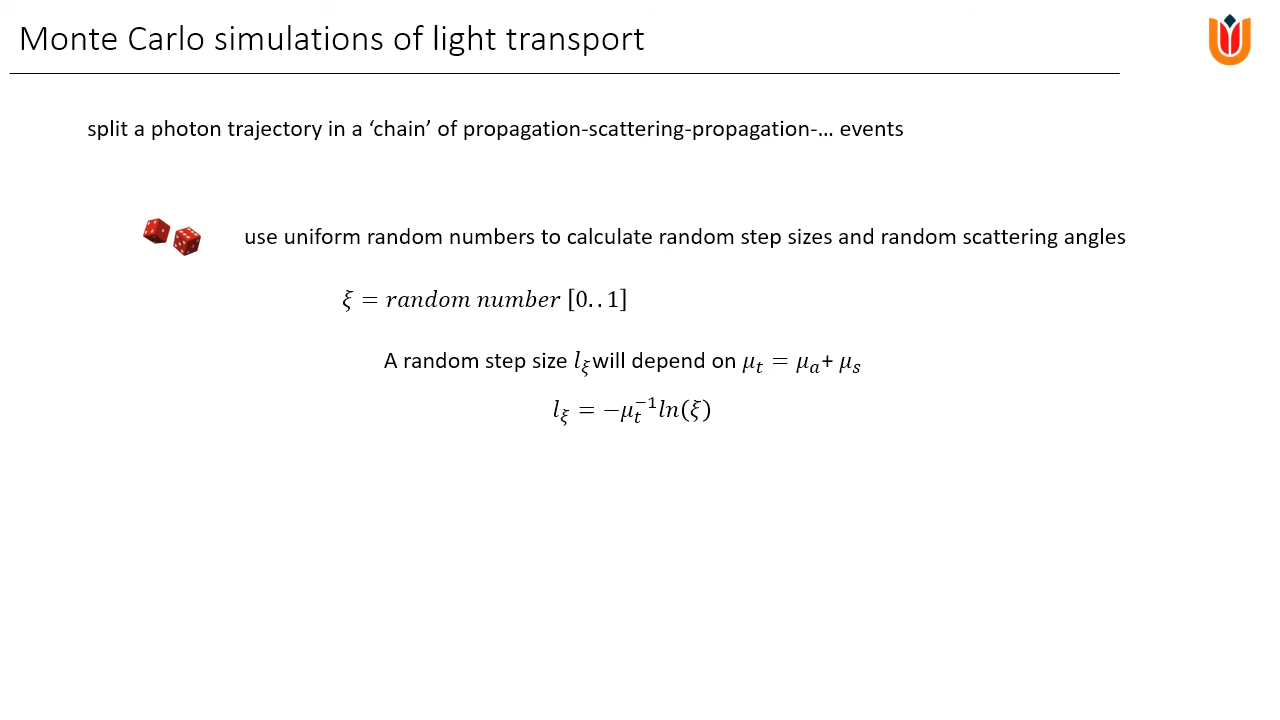 Monte Carlo simulations of light transport
split a photon trajectory in a ‘chain’ of propagation-scattering-propagation-... events
use uniform random numbers to calculate random step sizes and random scattering angles
ξ = random number [0. . 1]
A random step size l_ξ will depend on μ_t = μ_a + μ_s
l_ξ = −μ_t^{−1} ln(ξ)